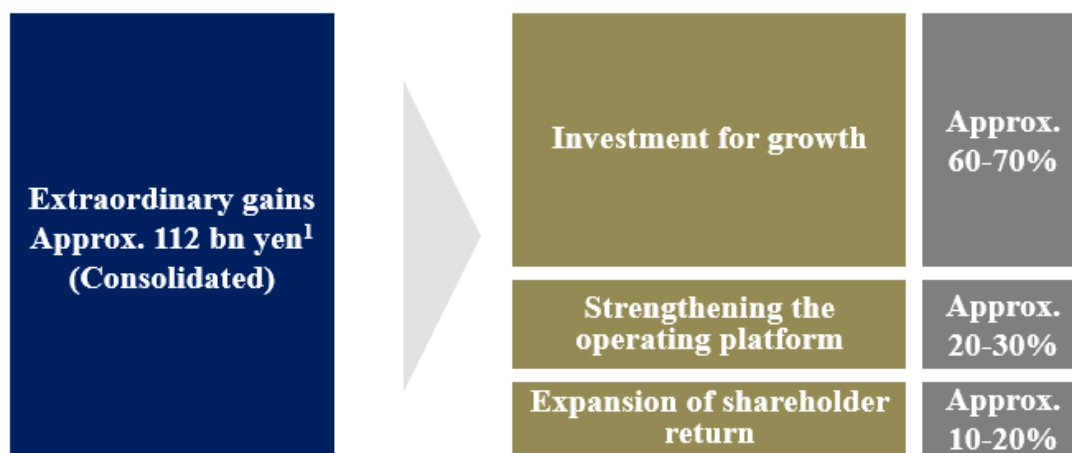 Extraordinary gains
Approx. 112 bn yen¹
(Consolidated)
Investment for growth
Approx.
60-70%
Strengthening the
operating platform
Approx.
20-30%
Expansion of shareholder
return
Approx.
10-20%